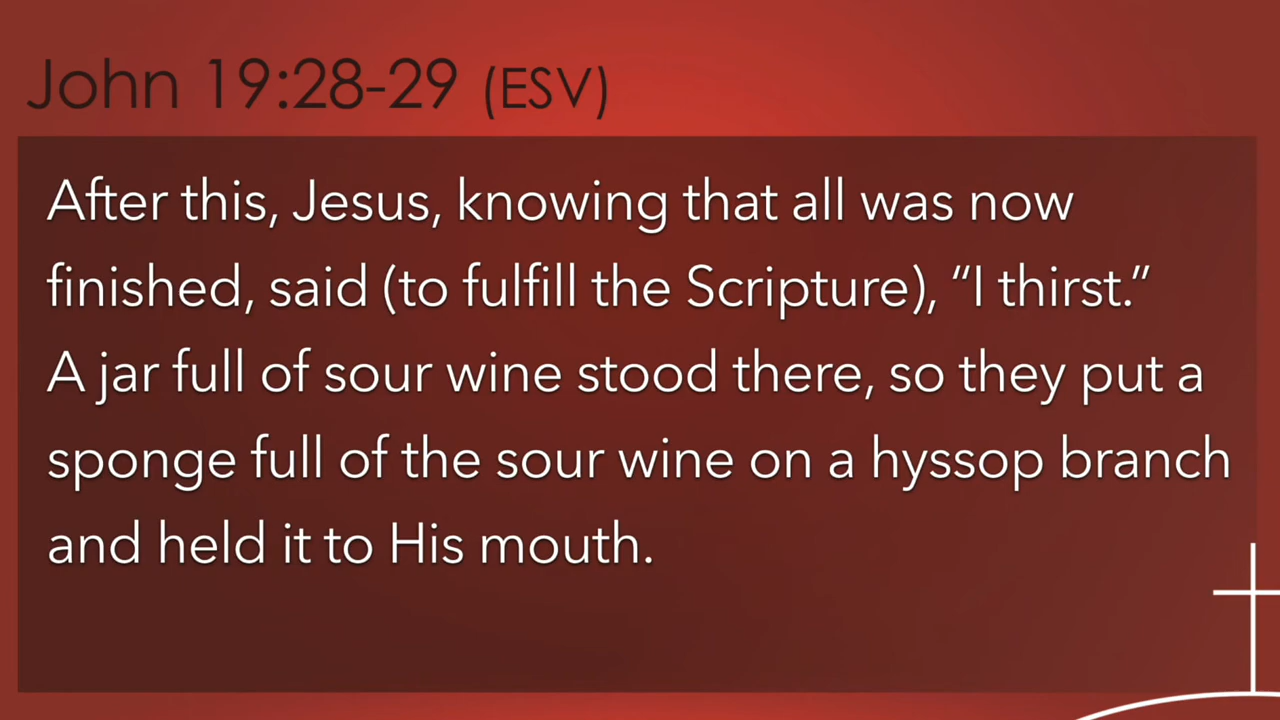 John 19:28-29 (ESV)
After this, Jesus, knowing that all was now
finished, said (to fulfill the Scripture), “I thirst.”
A jar full of sour wine stood there, so they put a
sponge full of the sour wine on a hyssop branch
and held it to His mouth.